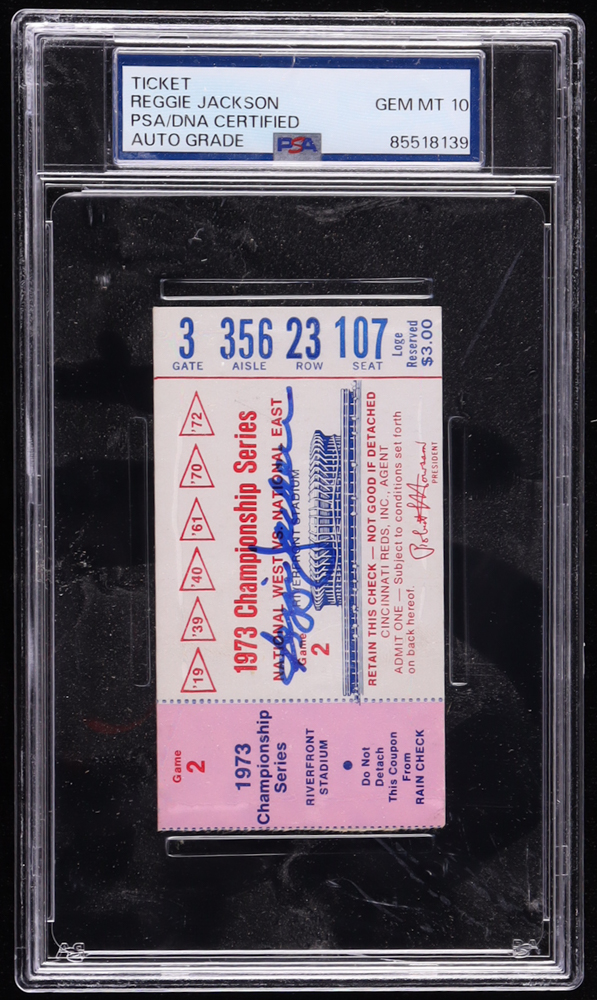 TICKET
REGGIE JACKSON
PSA/DNA CERTIFIED
AUTO GRADE
PSA
GEM MT 10
85518139
3 356 23 107
GATE AISLE ROW SEAT
Loge
Reserved
$3.00
'19 '39 '40 '61 '70 '72
1973 Championship Series
NATIONAL WEST VS. NATIONAL EAST
RIVERFRONT STADIUM
Game
2
Reggie Jackson
RETAIN THIS CHECK — NOT GOOD IF DETACHED
CINCINNATI REDS, INC., AGENT
ADMIT ONE — Subject to conditions set forth
on back hereof.
PRESIDENT
Game
2
1973
Championship
Series
RIVERFRONT
STADIUM
Do Not
Detach
This Coupon
From
RAIN CHECK